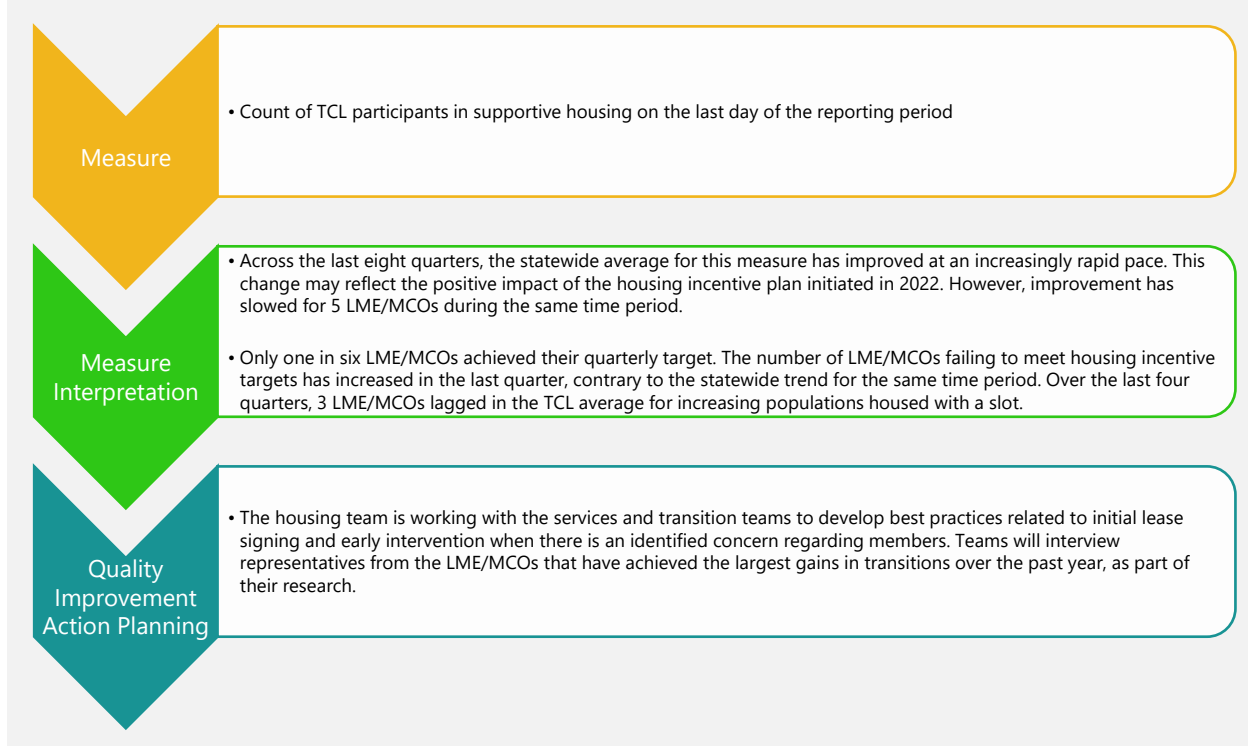 Measure
• Count of TCL participants in supportive housing on the last day of the reporting period
Measure
Interpretation
• Across the last eight quarters, the statewide average for this measure has improved at an increasingly rapid pace. This
change may reflect the positive impact of the housing incentive plan initiated in 2022. However, improvement has
slowed for 5 LME/MCOs during the same time period.
• Only one in six LME/MCOs achieved their quarterly target. The number of LME/MCOs failing to meet housing incentive
targets has increased in the last quarter, contrary to the statewide trend for the same time period. Over the last four
quarters, 3 LME/MCOs lagged in the TCL average for increasing populations housed with a slot.
Quality
Improvement
Action Planning
• The housing team is working with the services and transition teams to develop best practices related to initial lease
signing and early intervention when there is an identified concern regarding members. Teams will interview
representatives from the LME/MCOs that have achieved the largest gains in transitions over the past year, as part of
their research.